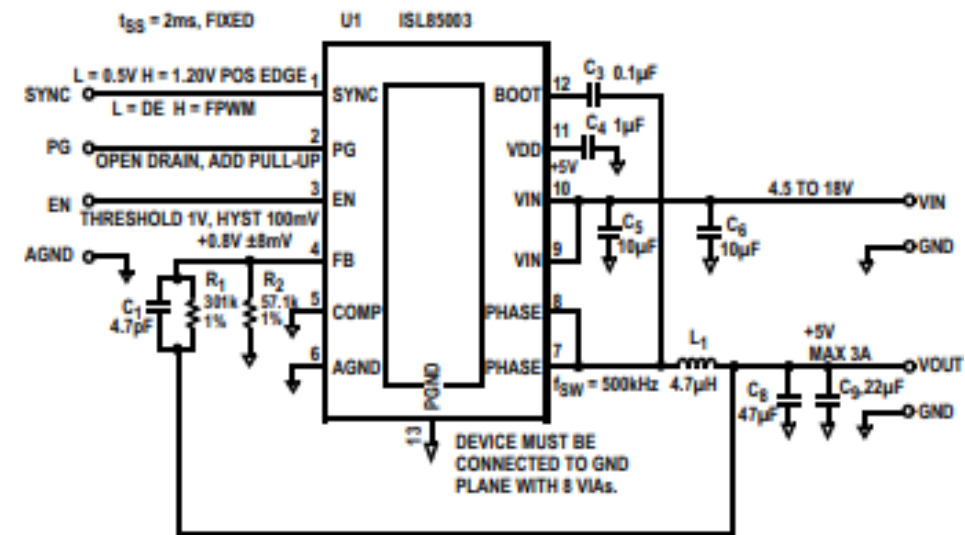 tSS = 2ms, FIXED
U1 ISL85003
L = 0.5V H = 1.20V POS EDGE
SYNC
L = DE H = FPWM
1
SYNC
PG
OPEN DRAIN, ADD PULL-UP
2
PG
EN
THRESHOLD 1V, HYST 100mV
3
EN
AGND
+0.8V ±8mV
4
FB
C1
4.7pF
R1
301k
1%
R2
57.1k
1%
5
COMP
6
AGND
PGND
13
BOOT
12
C3 0.1µF
VDD
11
C4 1µF
+5V
VIN
10
4.5 TO 18V
VIN
C5
10µF
C6
10µF
GND
VIN
9
PHASE
8
PHASE
7
fSW = 500kHz
L1
4.7µH
+5V
MAX 3A
VOUT
C8
47µF
C9 22µF
GND
DEVICE MUST BE
CONNECTED TO GND
PLANE WITH 8 VIAs.